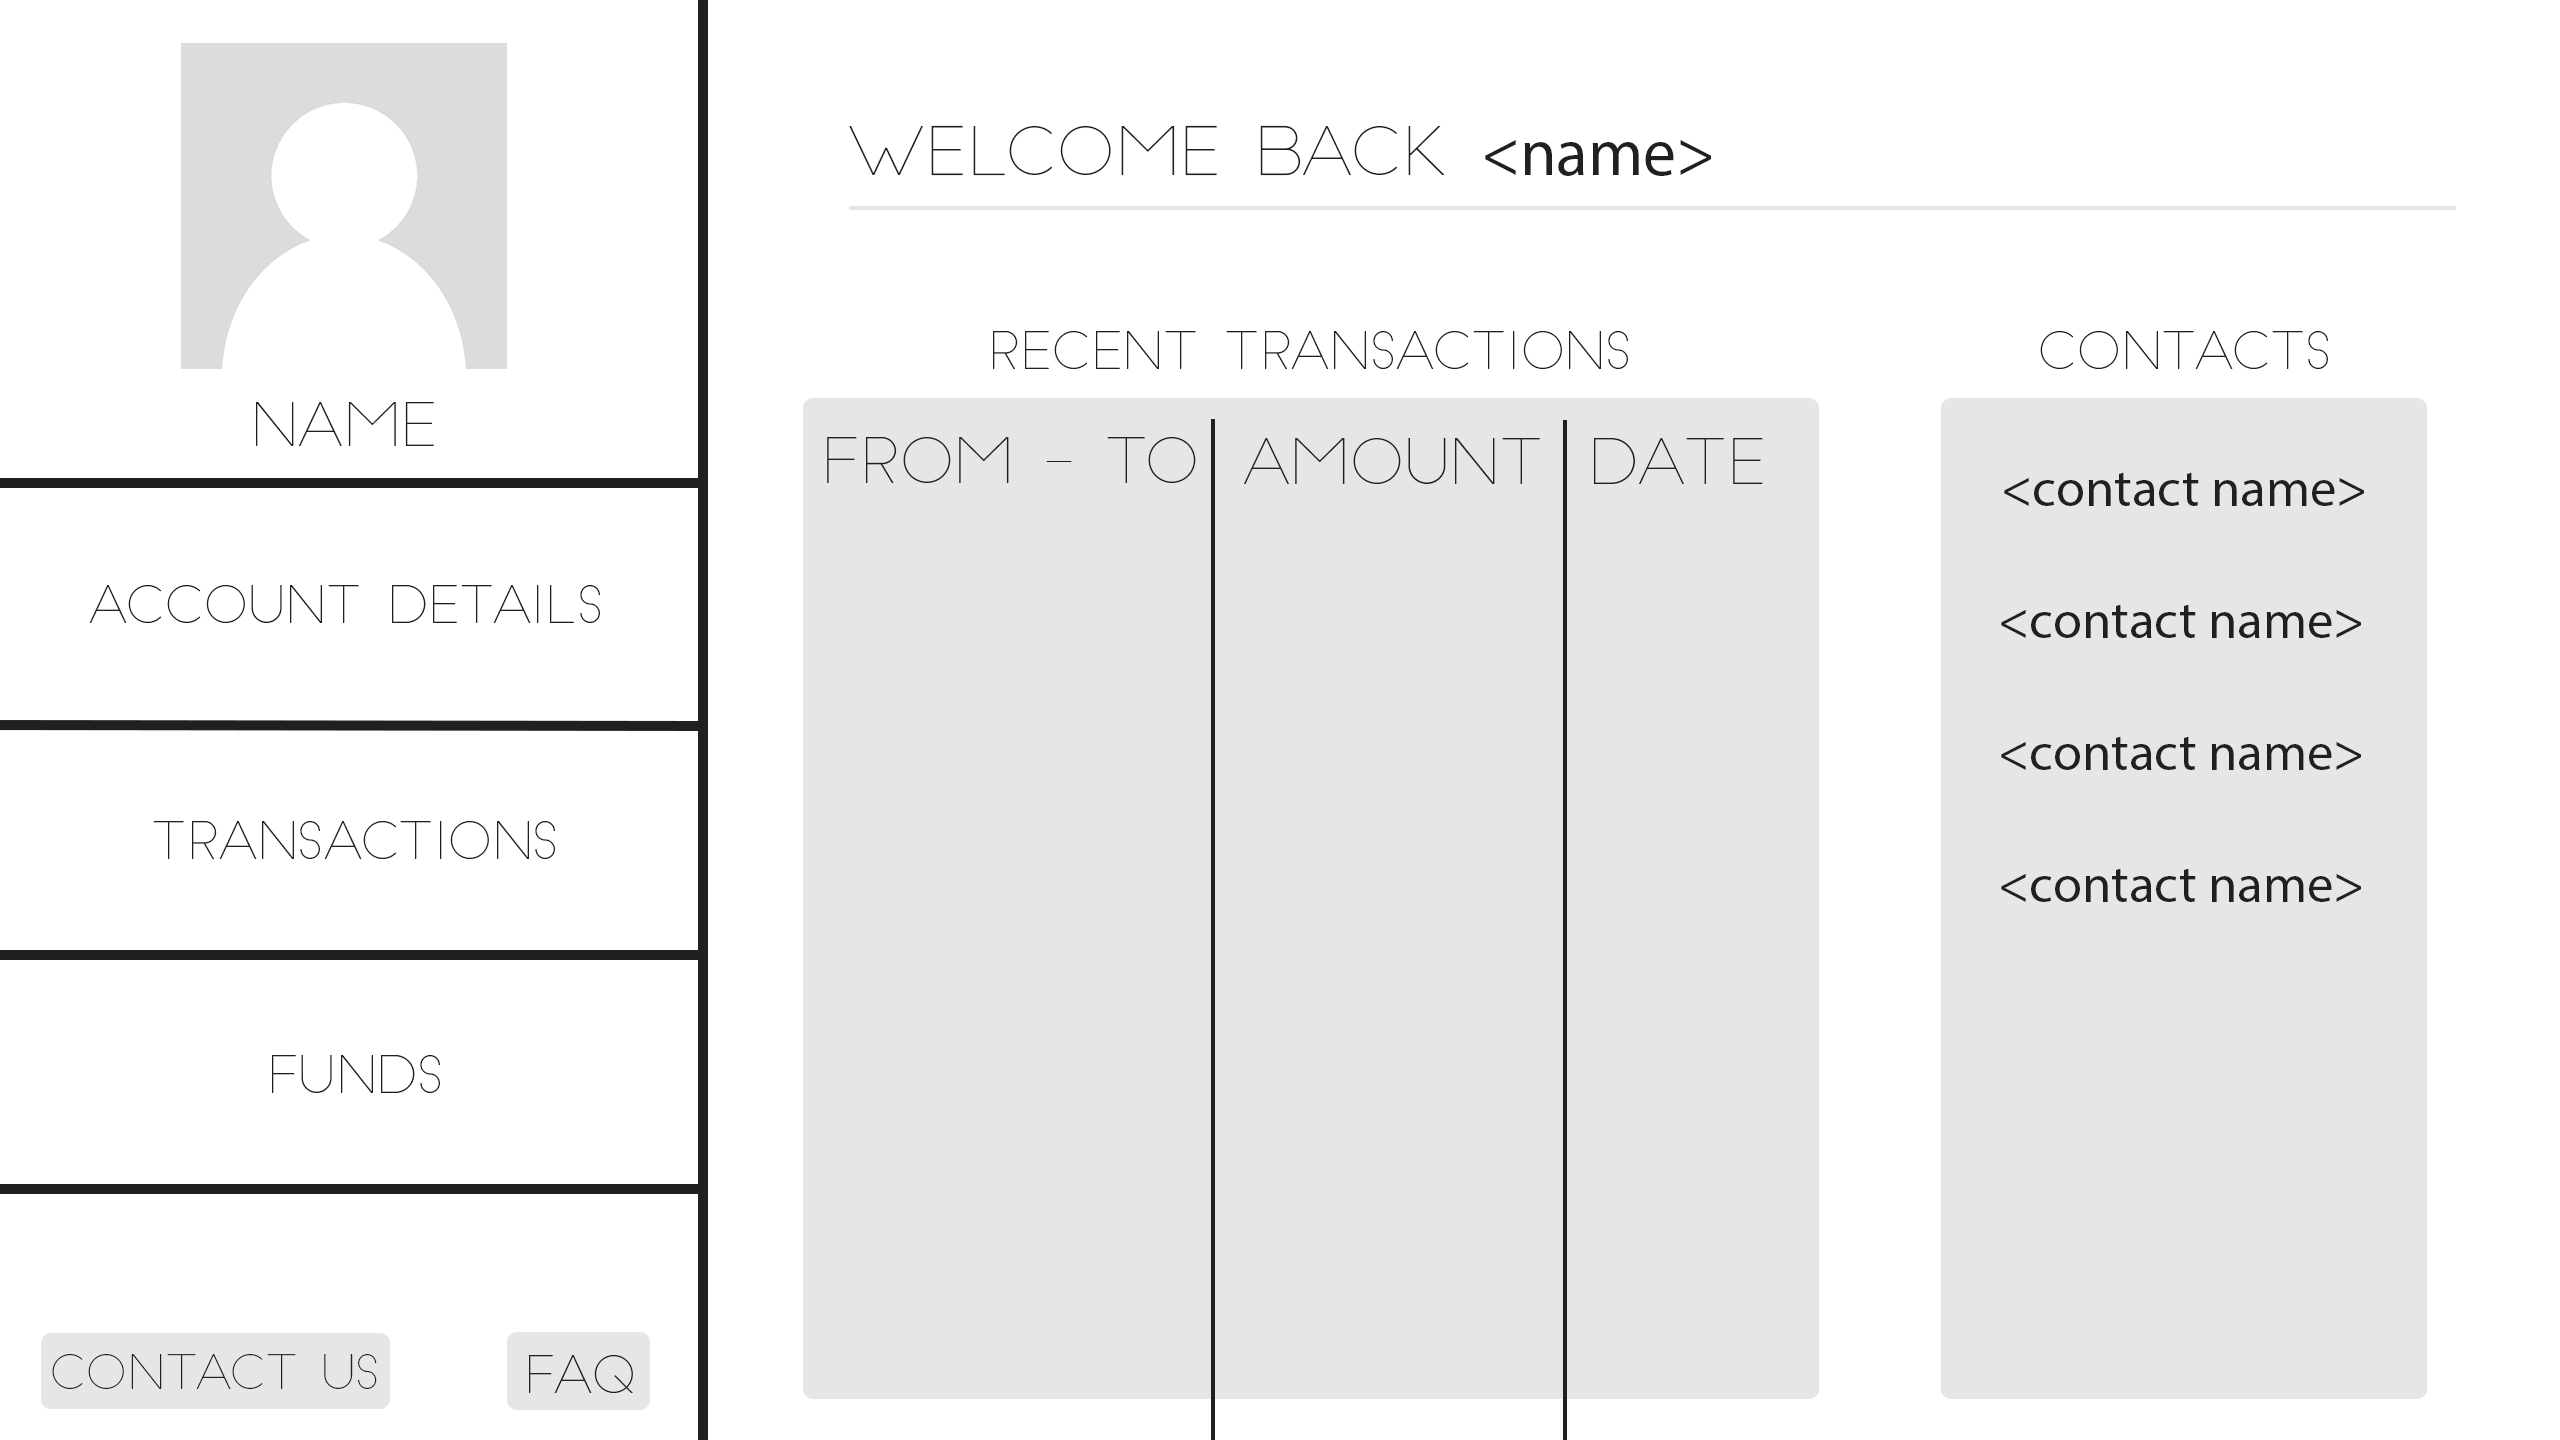 NAME
ACCOUNT DETAILS
TRANSACTIONS
FUNDS
CONTACT US
FAQ
WELCOME BACK <name>
RECENT TRANSACTIONS
FROM - TO
AMOUNT
DATE
CONTACTS
<contact name>
<contact name>
<contact name>
<contact name>